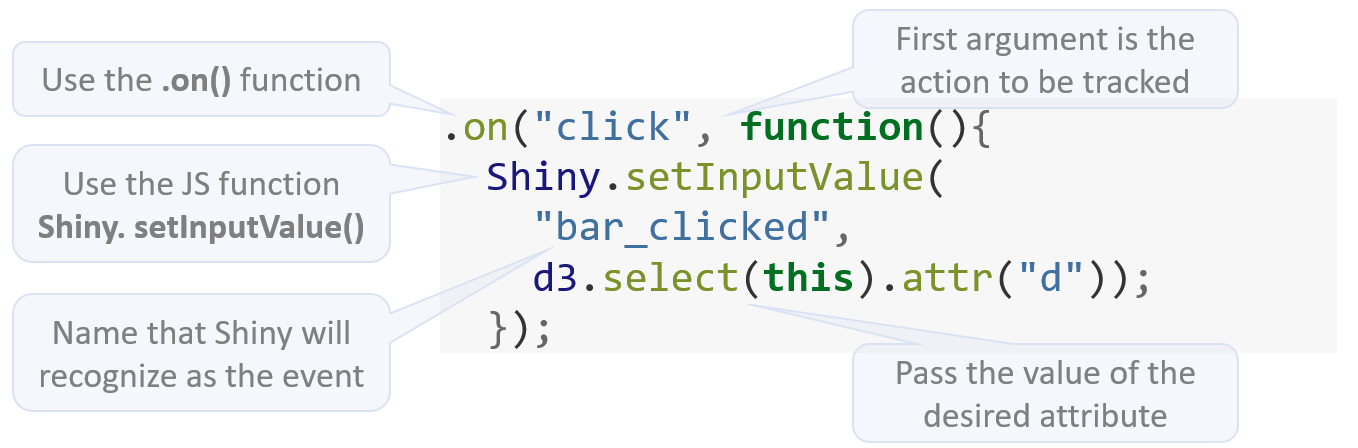 Use the .on() function
Use the JS function
Shiny. setInputValue()
Name that Shiny will
recognize as the event
First argument is the
action to be tracked
.on("click", function(){
Shiny.setInputValue(
"bar_clicked",
d3.select(this).attr("d"));
});
Pass the value of the
desired attribute